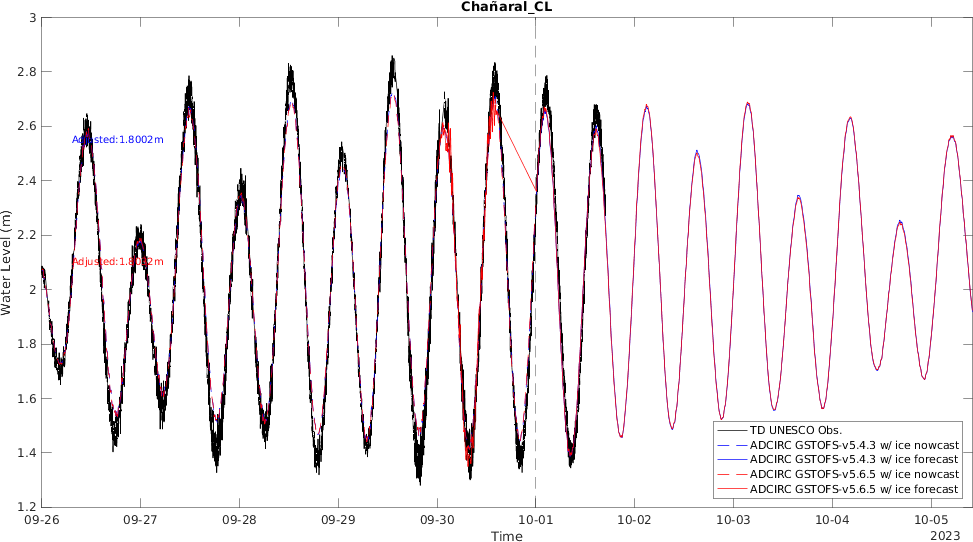 Chañaral_CL
3
2.8
2.6
2.4
2.2
2
1.8
1.6
1.4
1.2
Water Level (m)
Adjusted:1.8002m
TD UNESCO Obs.
ADCIRC GSTOFS-v5.4.3 w/ ice nowcast
ADCIRC GSTOFS-v5.4.3 w/ ice forecast
ADCIRC GSTOFS-v5.6.5 w/ ice nowcast
ADCIRC GSTOFS-v5.6.5 w/ ice forecast
09-26 09-27 09-28 09-29 09-30 10-01 10-02 10-03 10-04 10-05
Time
2023